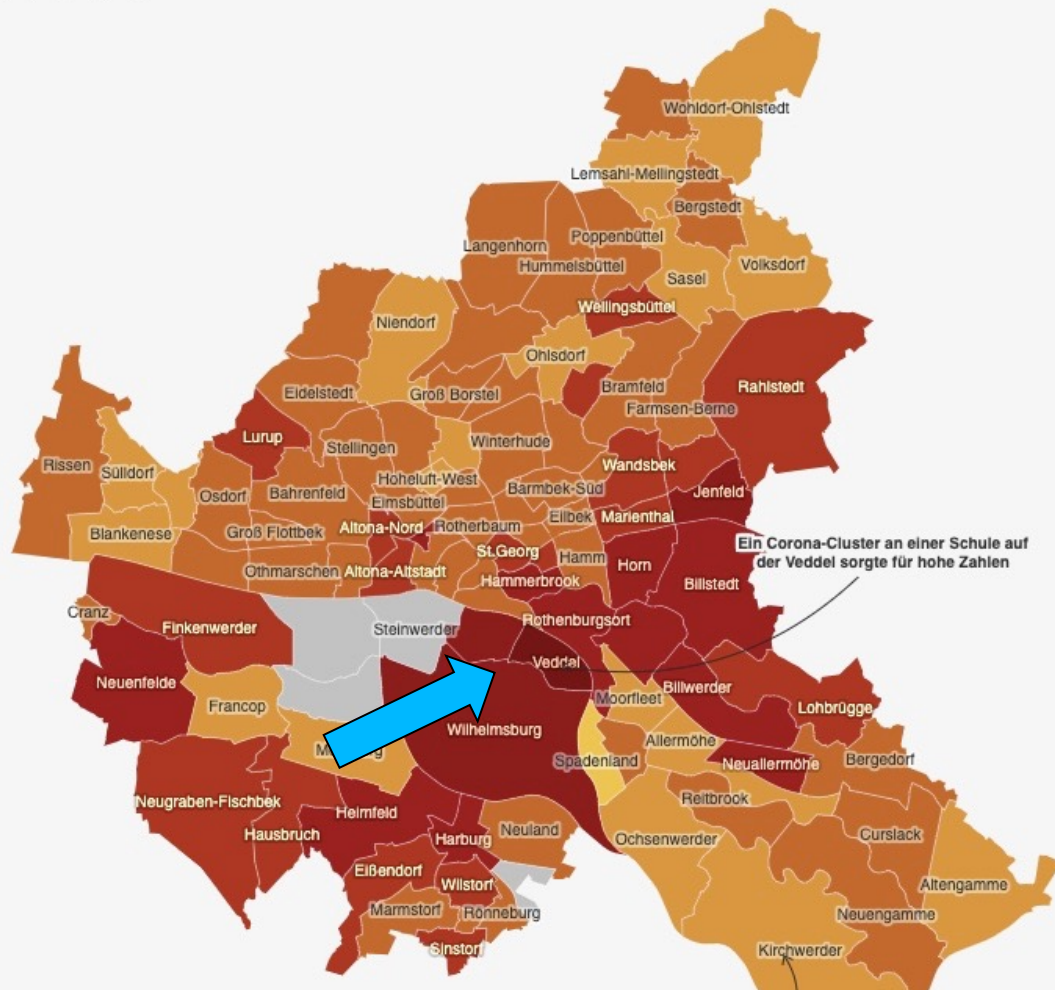 Wohldorf-Ohlstedt
Lemsahl-Mellingstedt
Bergstedt
Poppenbüttel
Langenhorn
Hummelsbüttel
Volksdorf
Sasel
Wellingsbüttel
Niendorf
Ohlsdorf
Bramfeld
Rahlstedt
Eidelstedt
Groß Borstel
Farmsen-Berne
Lurup
Stellingen
Winterhude
Rissen
Sülldorf
Wandsbek
Hoheluft-West
Osdorf
Bahrenfeld
Barmbek-Süd
Jenfeld
Eimsbüttel
Eilbek
Marienthal
Blankenese
Groß Flottbek
Altona-Nord
Rotherbaum
Ein Corona-Cluster an einer Schule auf
der Veddel sorgte für hohe Zahlen
St.Georg
Hamm
Horn
Othmarschen
Altona-Altstadt
Hammerbrook
Billstedt
Cranz
Finkenwerder
Steinwerder
Rothenburgsort
Veddel
Neuenfelde
Billwerder
Moorfleet
Francop
Lohbrügge
Wilhelmsburg
Allermöhe
Spadenland
Neuallermöhe
Bergedorf
Neugraben-Fischbek
Reitbrook
Heimfeld
Hausbruch
Harburg
Neuland
Ochsenwerder
Curslack
Eißendorf
Wilstorf
Altengamme
Marmstorf
Rönneburg
Neuengamme
Sinstorf
Kirchwerder